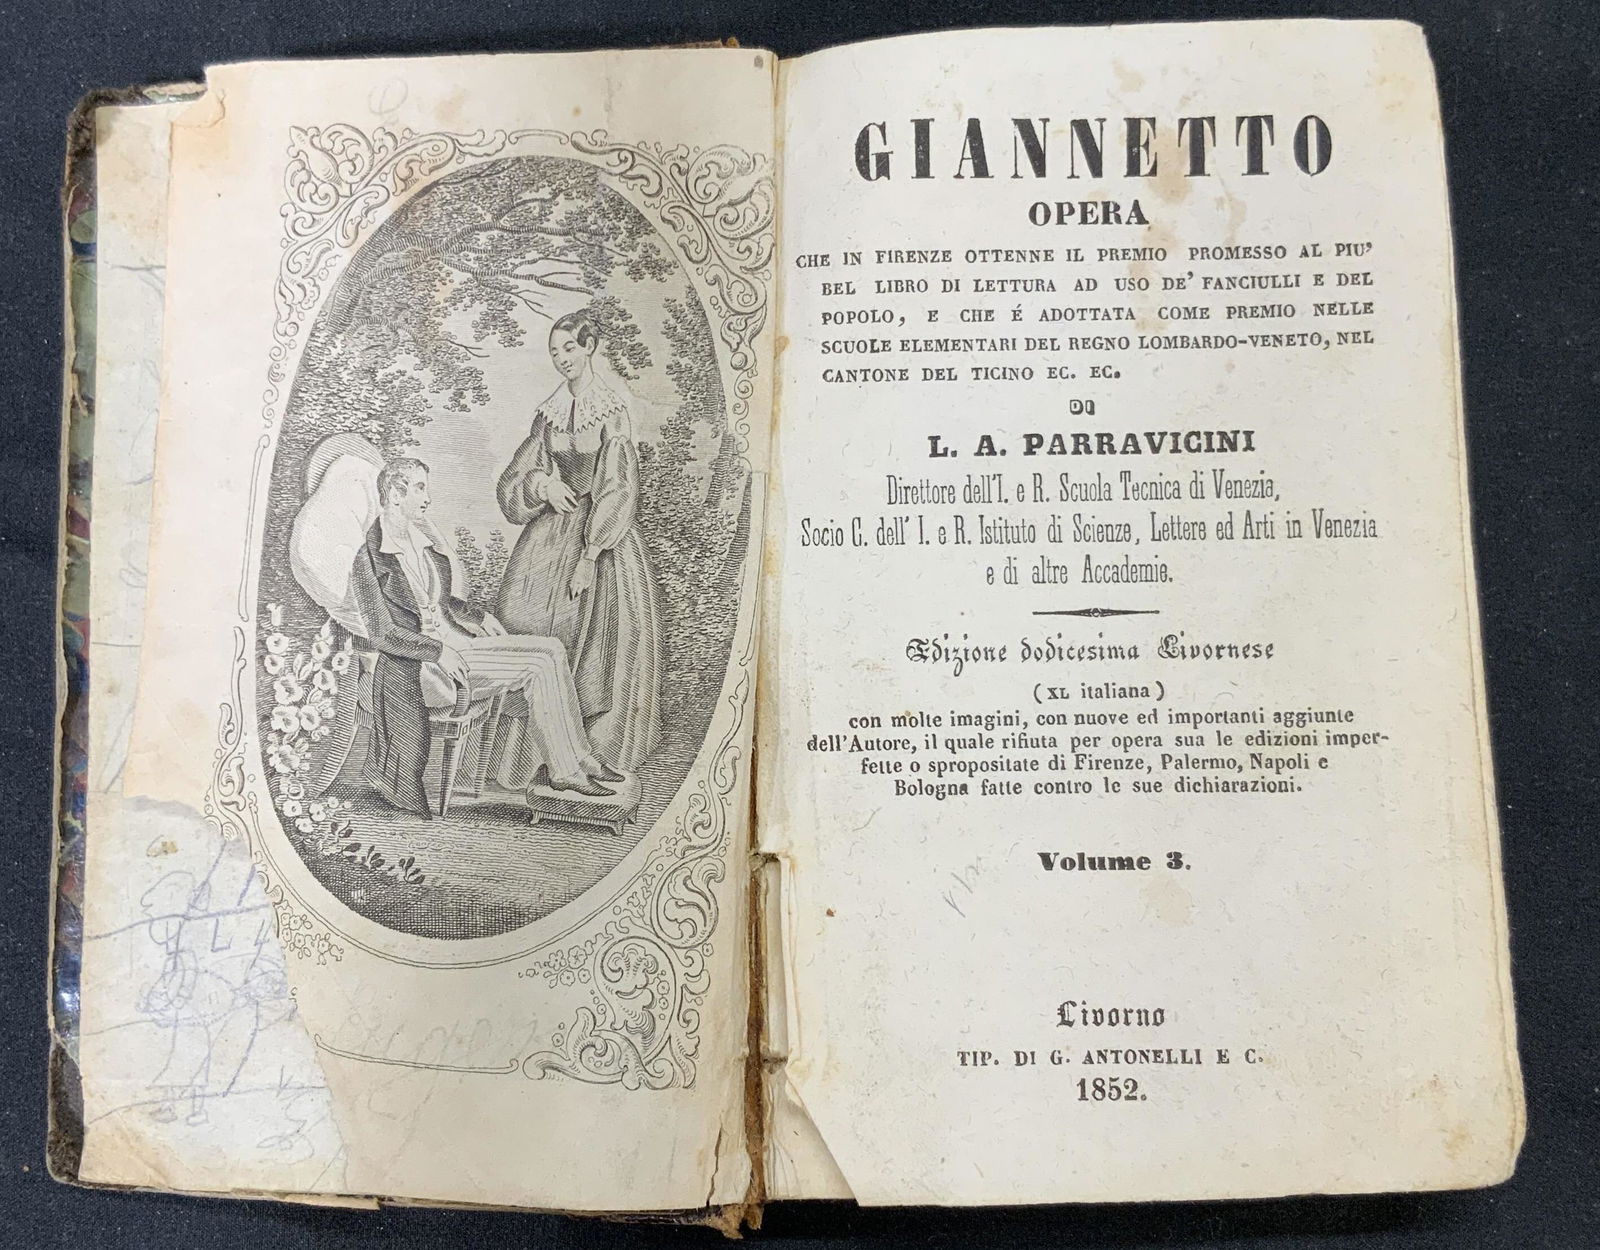 GIANNETTO
OPERA
CHE IN FIRENZE OTTENNE IL PREMIO PROMESSO AL PIU'
BEL LIBRO DI LETTURA AD USO DE' FANCIULLI E DEL
POPOLO, E CHE É ADOTTATA COME PREMIO NELLE
SCUOLE ELEMENTARI DEL REGNO LOMBARDO-VENETO, NEL
CANTONE DEL TICINO EC. EC.
DI
L. A. PARRAVICINI
Direttore dell'I. e R. Scuola Tecnica di Venezia,
Socio C. dell' I. e R. Istituto di Scienze, Lettere ed Arti in Venezia
e di altre Accademie.
Edizione dodicesima Livornese
(XL italiana)
con molte imagini, con nuove ed importanti aggiunte
dell'Autore, il quale rifiuta per opera sua le edizioni imper-
fette o spropositate di Firenze, Palermo, Napoli e
Bologna fatte contro le sue dichiarazioni.
Volume 3.
Livorno
TIP. DI G. ANTONELLI E C.
1852.